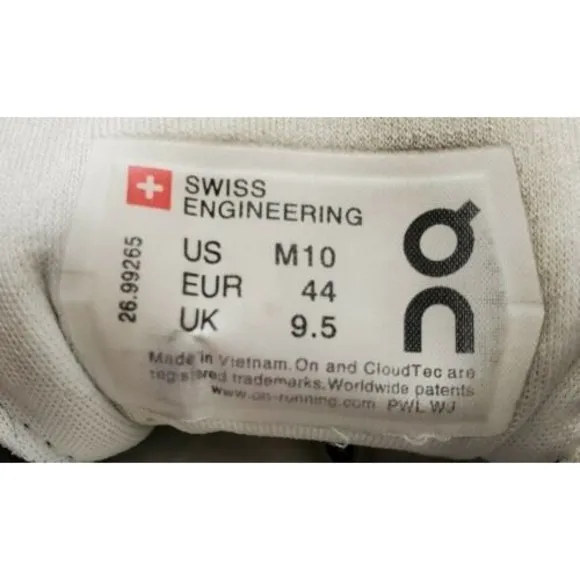 SWISS
ENGINEERING
US M10
EUR 44
UK 9.5
26.99265
Made in Vietnam. On and CloudTec are
registered trademarks. Worldwide patents
www.on-running.com PWL WJ
On